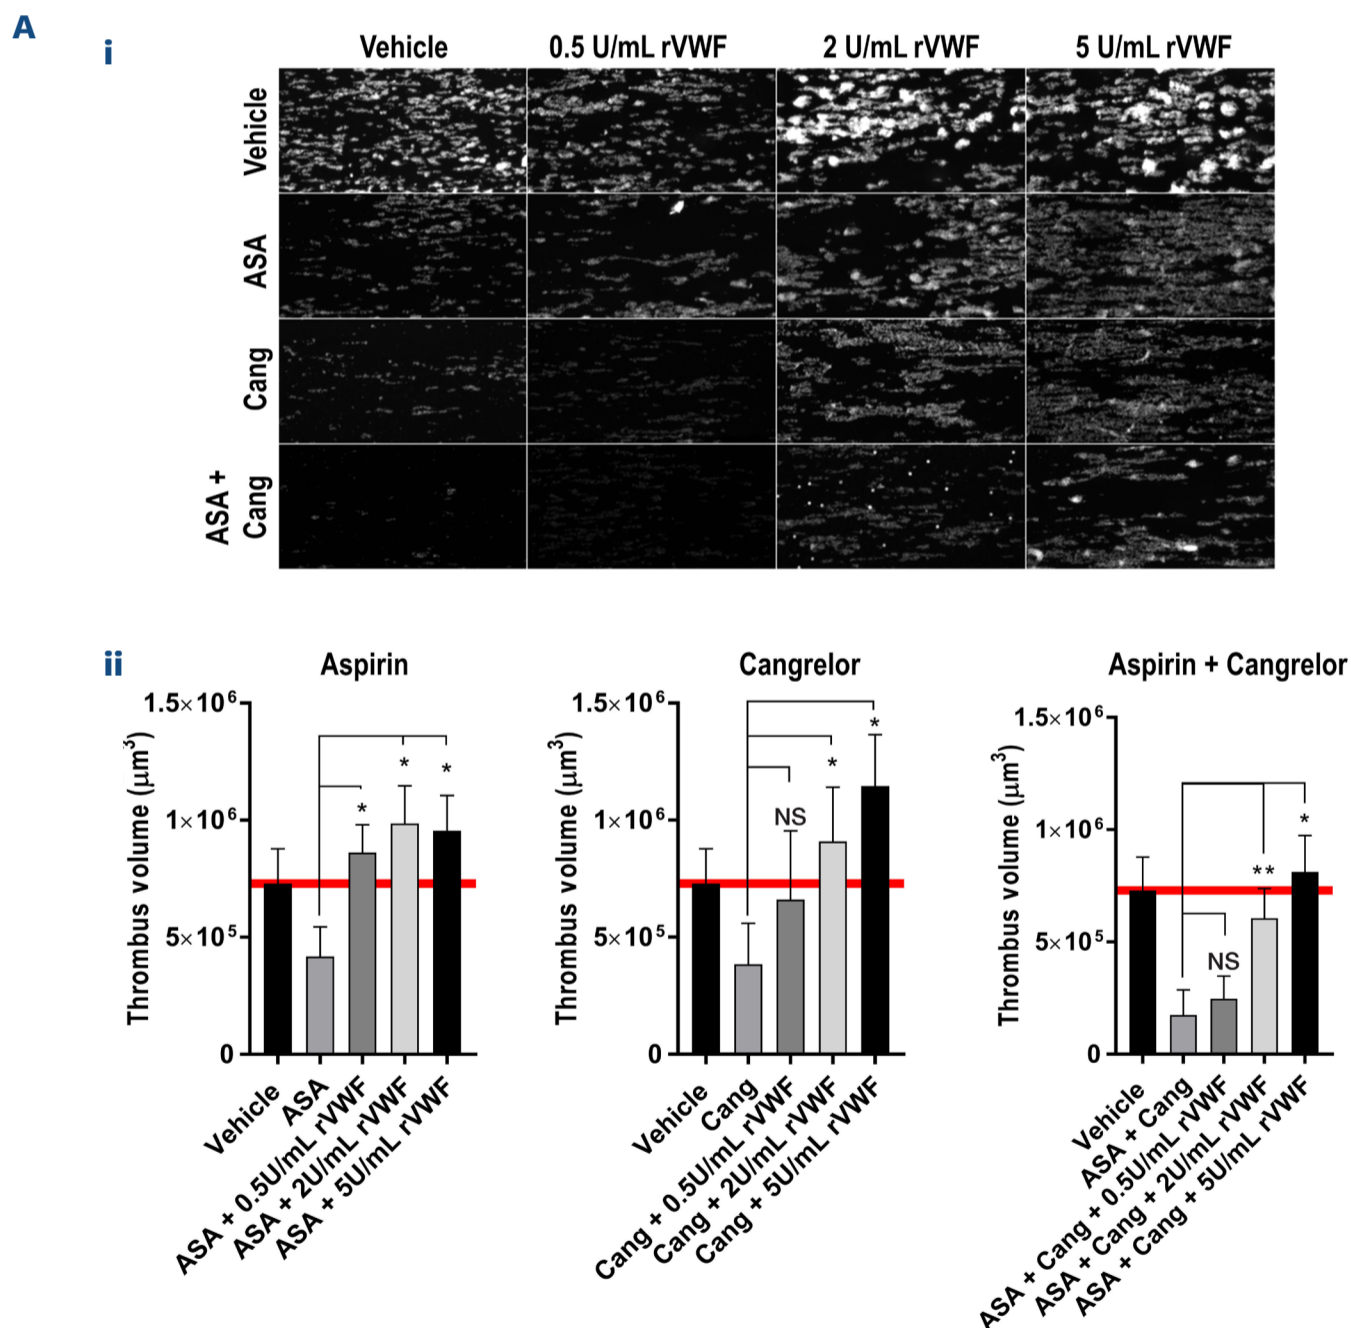 A
i
Vehicle 0.5 U/mL rVWF 2 U/mL rVWF 5 U/mL rVWF
Vehicle
ASA
Cang
ASA +
Cang
ii
Aspirin
Thrombus volume (μm³)
1.5×10⁶
1×10⁶
5×10⁵
0
* * *
Vehicle
ASA
ASA + 0.5U/mL rVWF
ASA + 2U/mL rVWF
ASA + 5U/mL rVWF
Cangrelor
Thrombus volume (μm³)
1.5×10⁶
1×10⁶
5×10⁵
0
NS * *
Vehicle
Cang
Cang + 0.5U/mL rVWF
Cang + 2U/mL rVWF
Cang + 5U/mL rVWF
Aspirin + Cangrelor
Thrombus volume (μm³)
1.5×10⁶
1×10⁶
5×10⁵
0
NS ** *
Vehicle
ASA + Cang
ASA + Cang + 0.5U/mL rVWF
ASA + Cang + 2U/mL rVWF
ASA + Cang + 5U/mL rVWF